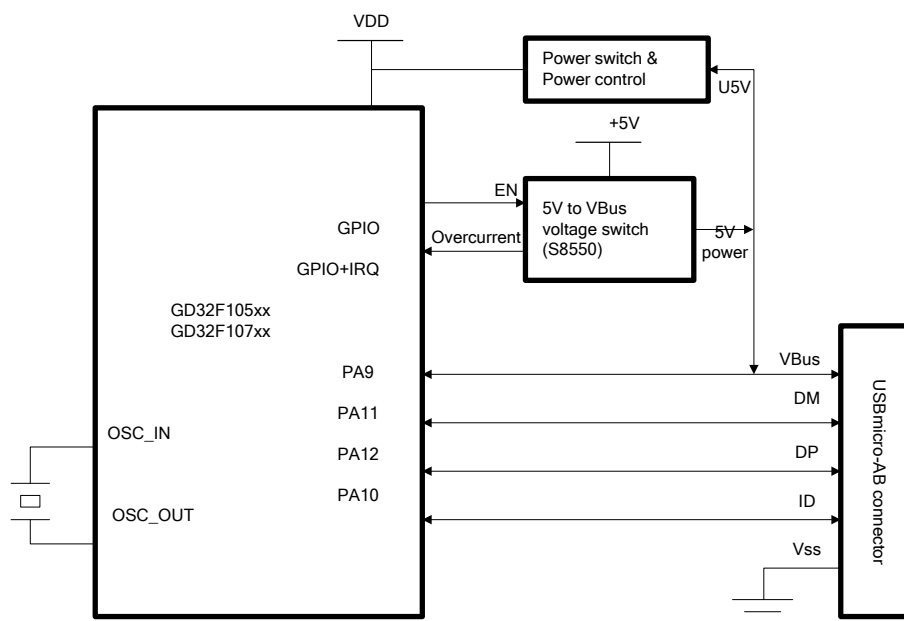 VDD
Power switch &
Power control
U5V
+5V
EN
5V to VBus
voltage switch
(S8550)
5V
power
GPIO
Overcurrent
GPIO+IRQ
GD32F105xx
GD32F107xx
PA9
VBus
PA11
DM
OSC_IN
PA12
DP
PA10
ID
OSC_OUT
Vss
USBmicro-AB connector